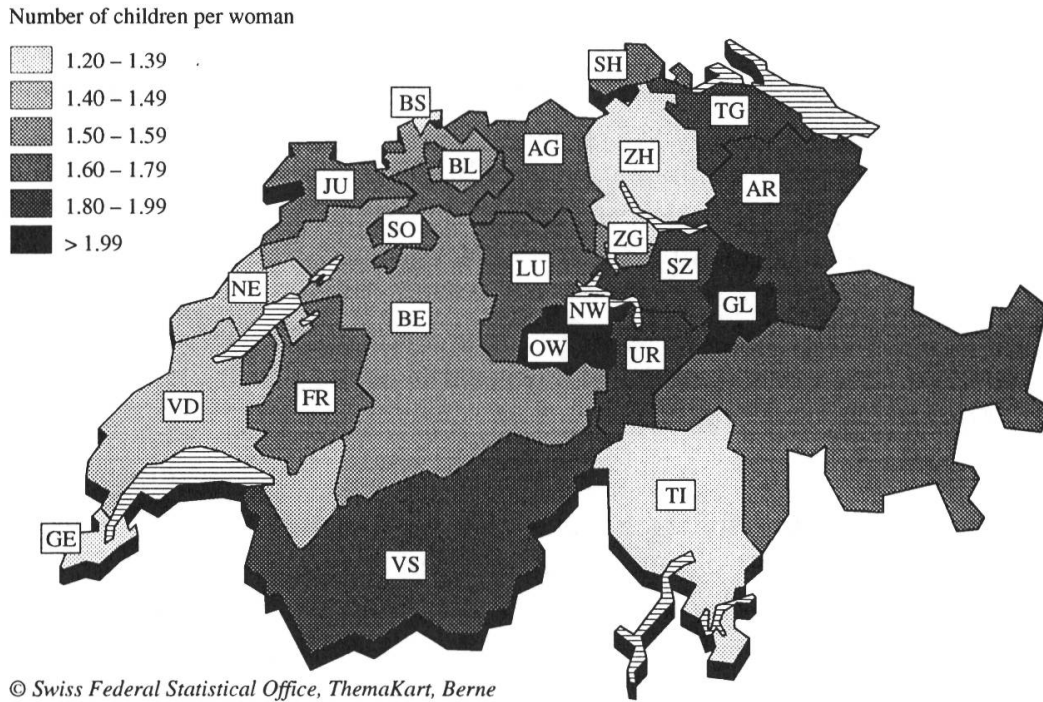 Number of children per woman
1.20 – 1.39
1.40 – 1.49
1.50 – 1.59
1.60 – 1.79
1.80 – 1.99
> 1.99
SH
BS
TG
AG
ZH
BL
JU
AR
SO
ZG
LU
SZ
NE
NW
GL
BE
OW
UR
FR
VD
TI
GE
VS
© Swiss Federal Statistical Office, ThemaKart, Berne